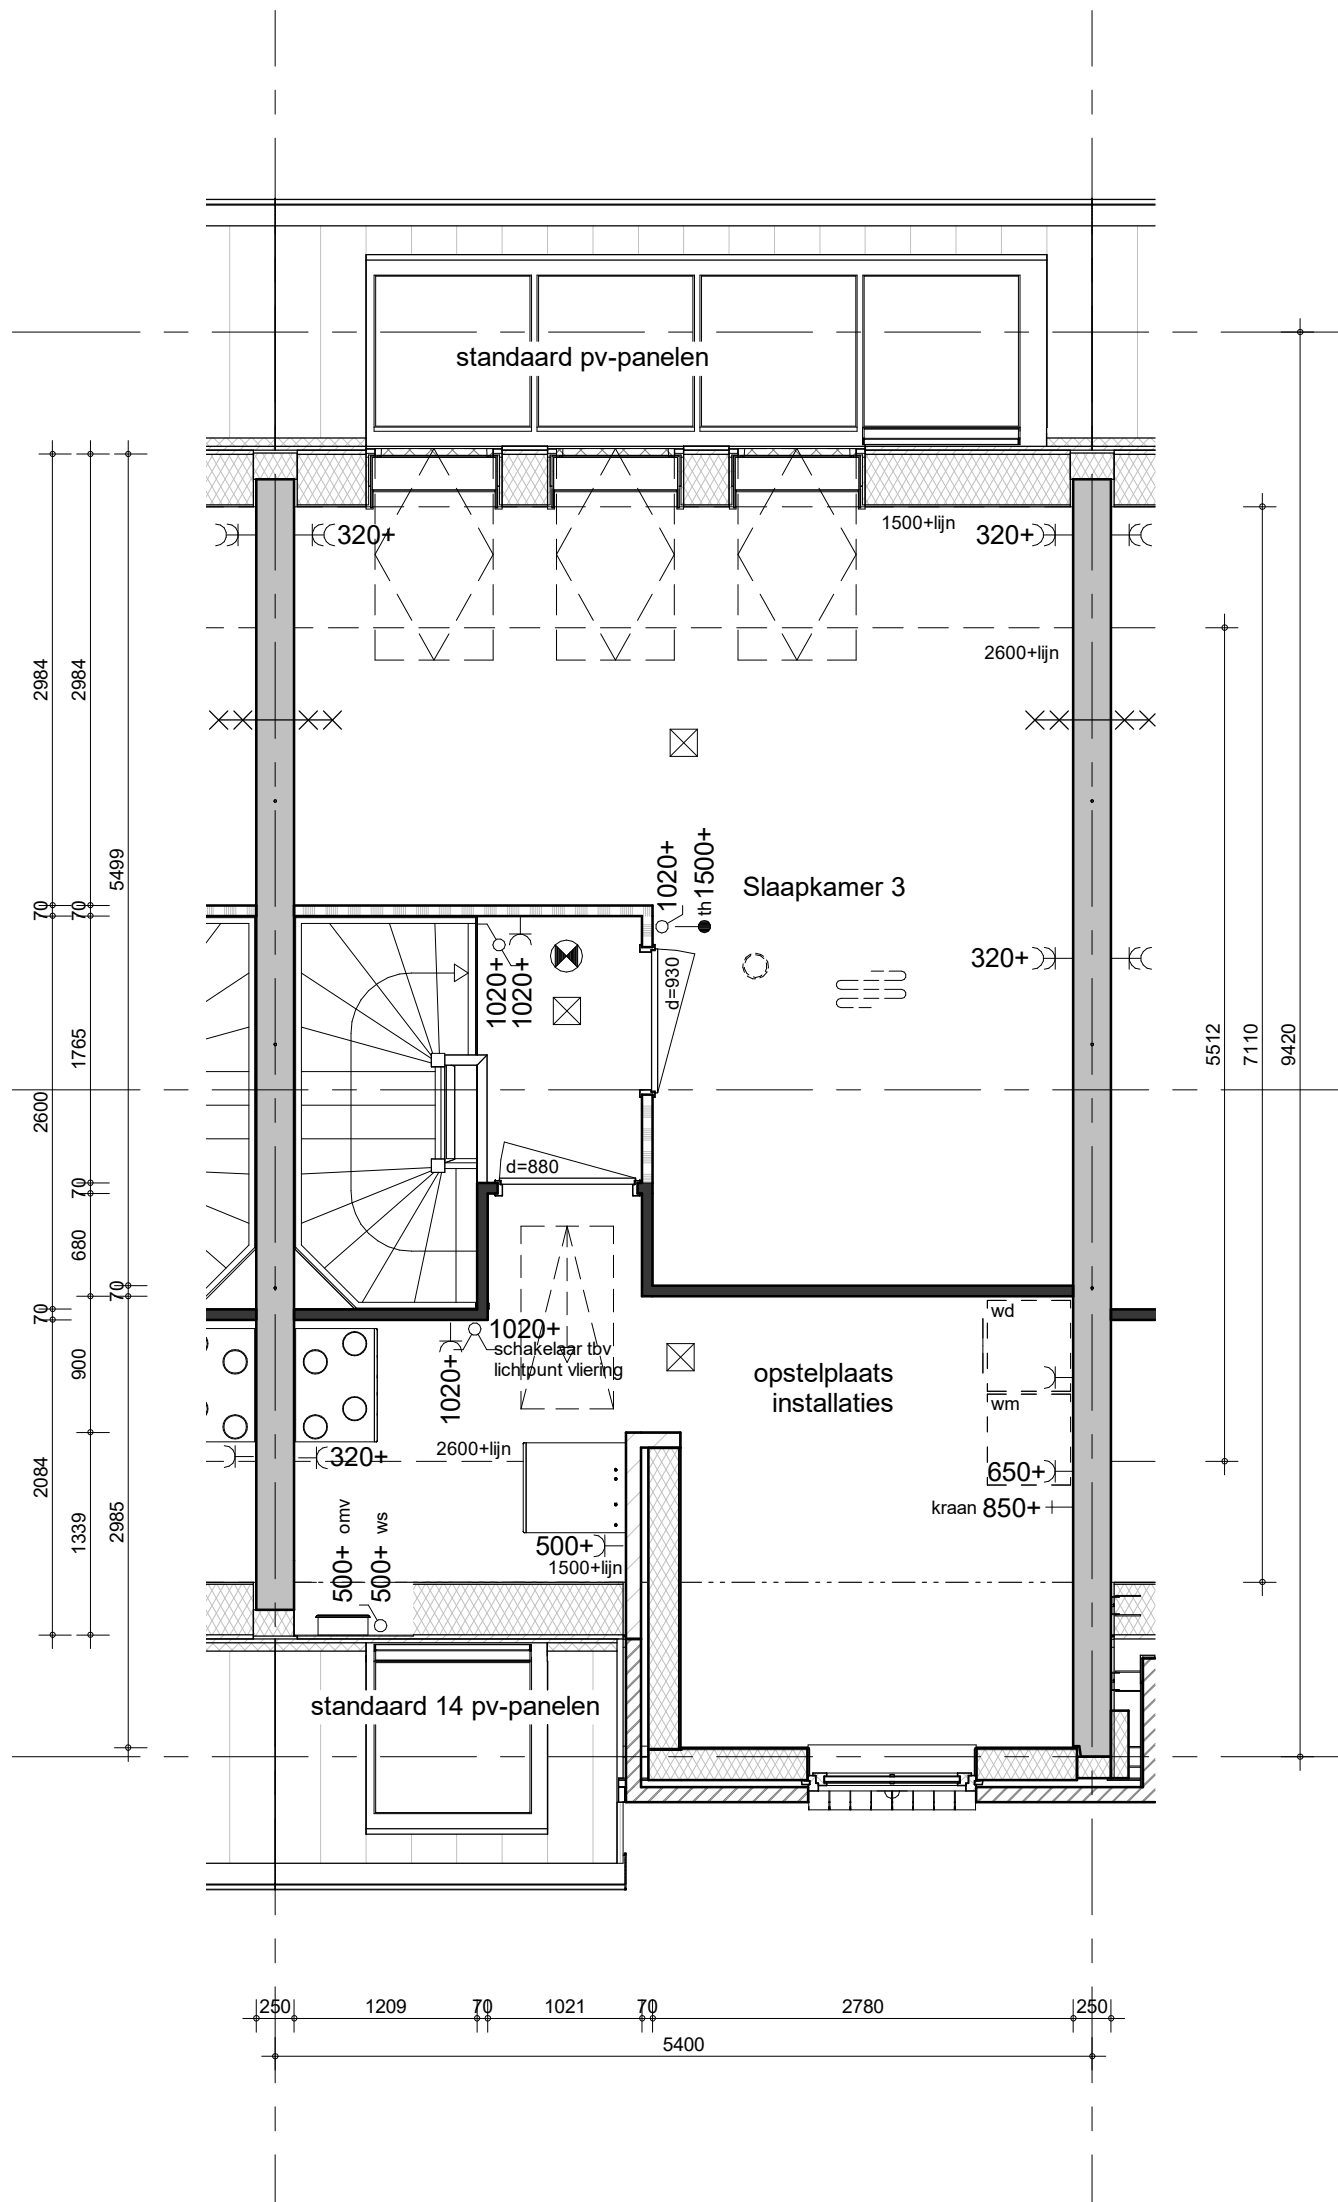 standaard pv-panelen
1500+lijn
320+
320+
2600+lijn
2984
2984
5499
1020+
th 1500+
Slaapkamer 3
70
70
1020+
1020+
d=930
320+
1765
2600
5512
7110
9420
d=880
70
680
70
70
wd
1020+
schakelaar tbv
lichtpunt vliering
1020+
900
opstelplaats
installaties
wm
2600+lijn
320+
650+
kraan 850+
2084
1339
2985
500+ omv
500+ ws
500+
1500+lijn
standaard 14 pv-panelen
250
1209
70
1021
70
2780
250
5400